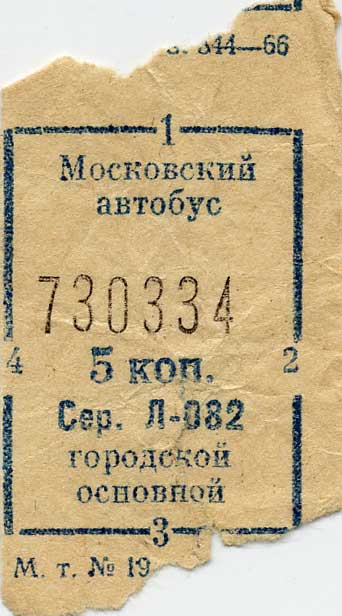 344—66
1
Московский
автобус
730334
4 5 коп. 2
Сер. Л-082
городской
основной
3
М. т. № 19